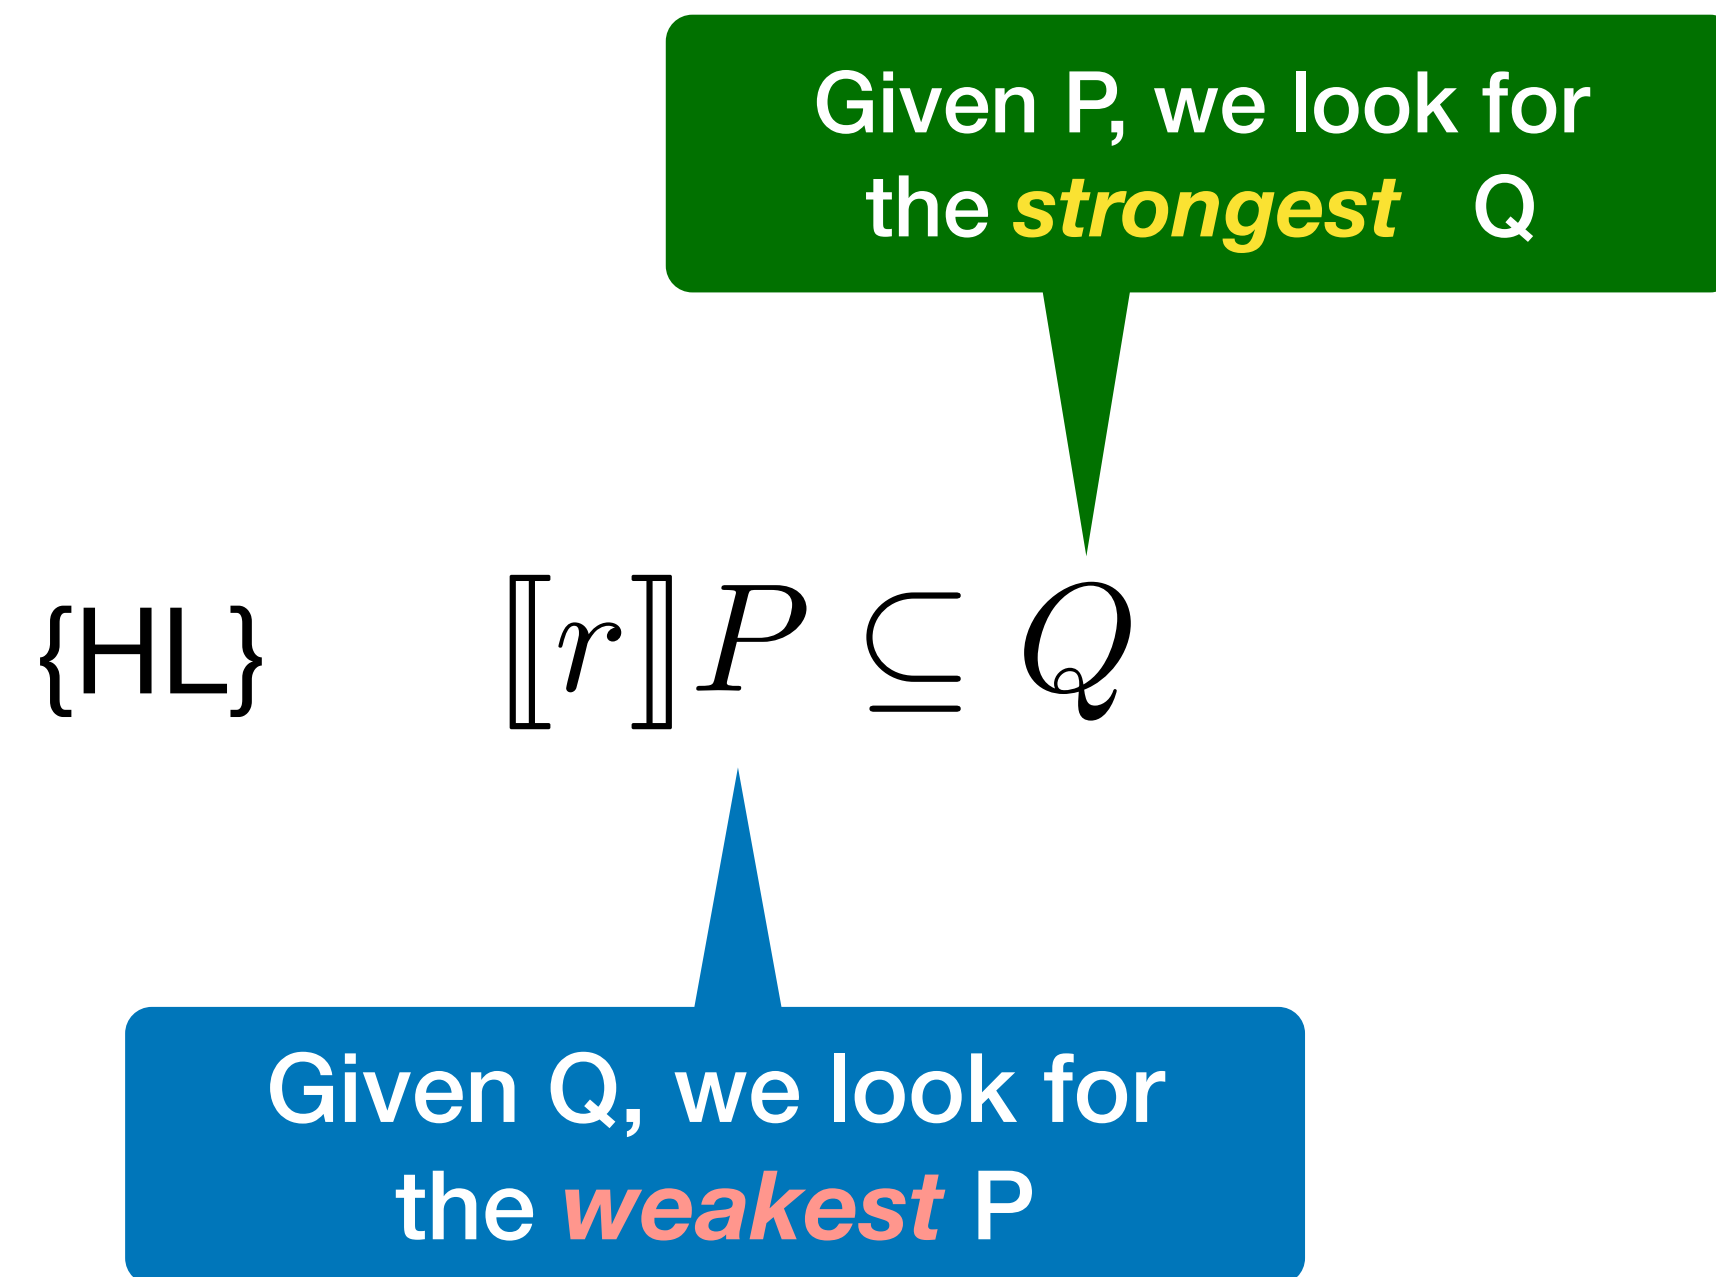 Given P, we look for
the strongest Q
{HL} ⟦r⟧P ⊆ Q
Given Q, we look for
the weakest P